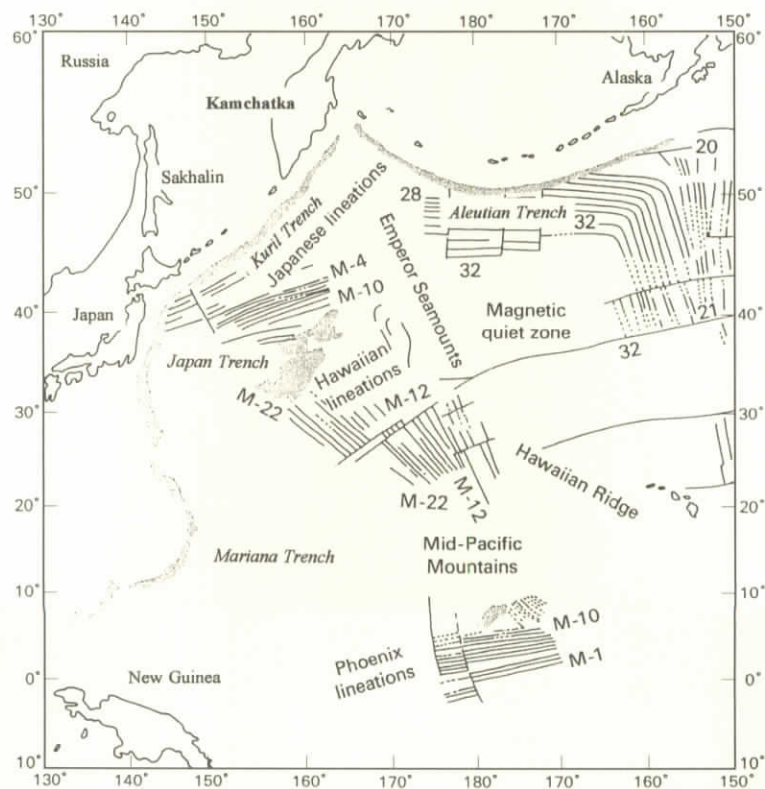 130° 140° 150° 160° 170° 180° 170° 160° 150°
60° 60°
Russia
Alaska
Kamchatka
20
Sakhalin
50° 50°
28
Kuril Trench
Japanese lineations
Aleutian Trench
32
Emperor Seamounts
32
M-4
M-10
40° 40°
Japan
Magnetic
quiet zone
21
32
Japan Trench
Hawaiian
lineations
M-22
M-12
30° 30°
Hawaiian Ridge
M-22
M-12
20° 20°
Mariana Trench
Mid-Pacific
Mountains
10° 10°
M-10
Phoenix
lineations
M-1
0° 0°
New Guinea
10° 10°
130° 140° 150° 160° 170° 180° 170° 160° 150°